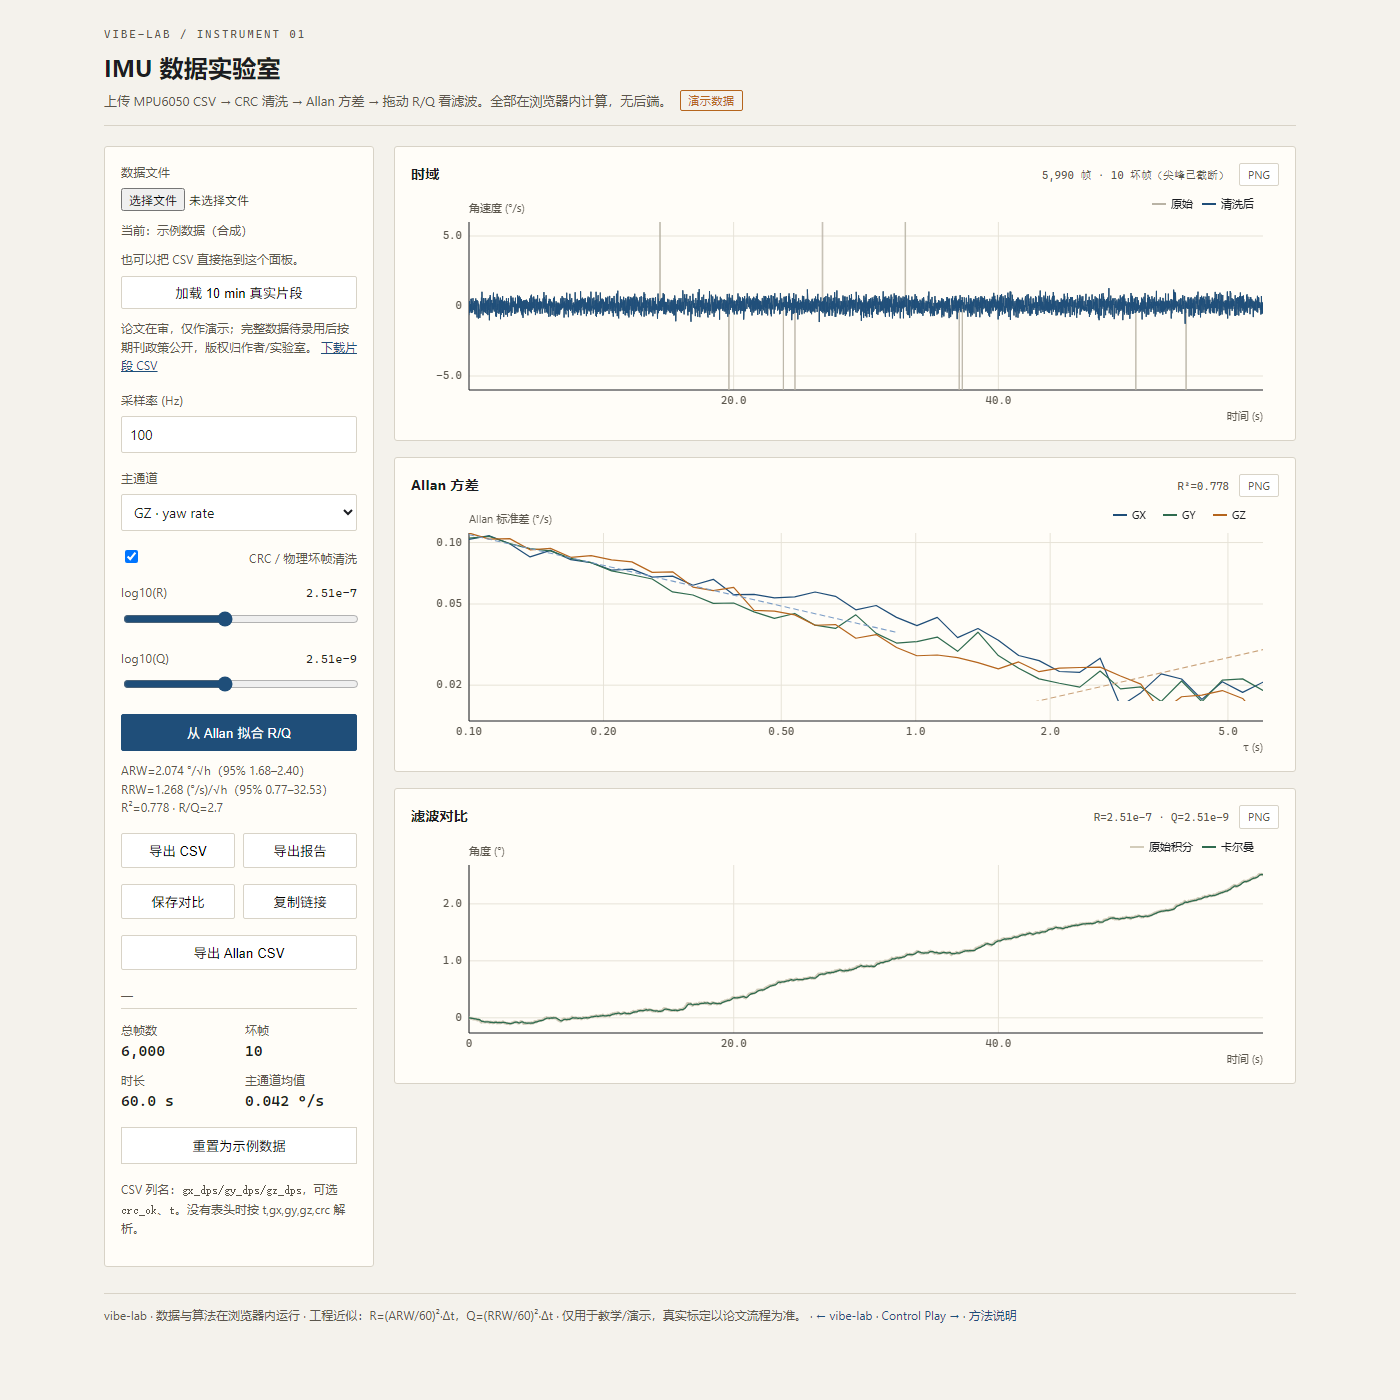 VIBE-LAB / INSTRUMENT 01
IMU 数据实验室
上传 MPU6050 CSV → CRC 清洗 → Allan 方差 → 拖动 R/Q 看滤波。全部在浏览器内计算，无后端。 演示数据
数据文件
选择文件 未选择文件
当前：示例数据（合成）
也可以把 CSV 直接拖到这个面板。
加载 10 min 真实片段
论文在审，仅作演示；完整数据待录用后按
期刊政策公开，版权归作者/实验室。 下载片
段 CSV
采样率 (Hz)
100
主通道
GZ · yaw rate
CRC / 物理坏帧清洗
log10(R) 2.51e-7
log10(Q) 2.51e-9
从 Allan 拟合 R/Q
ARW=2.074 °/√h（95% 1.68–2.40）
RRW=1.268 (°/s)/√h（95% 0.77–32.53）
R²=0.778 · R/Q=2.7
导出 CSV 导出报告
保存对比 复制链接
导出 Allan CSV
—
总帧数 坏帧
6,000 10
时长 主通道均值
60.0 s 0.042 °/s
重置为示例数据
CSV 列名：gx_dps/gy_dps/gz_dps，可选
crc_ok、t。没有表头时按 t,gx,gy,gz,crc 解
析。
时域 5,990 帧 · 10 坏帧（尖峰已截断） PNG
角速度 (°/s) 原始 清洗后
5.0
0
−5.0
20.0 40.0
时间 (s)
Allan 方差 R²=0.778 PNG
Allan 标准差 (°/s) GX GY GZ
0.10
0.05
0.02
0.10 0.20 0.50 1.0 2.0 5.0
τ (s)
滤波对比 R=2.51e-7 · Q=2.51e-9 PNG
角度 (°) 原始积分 卡尔曼
2.0
1.0
0
0 20.0 40.0
时间 (s)
vibe-lab · 数据与算法在浏览器内运行 · 工程近似：R=(ARW/60)²·Δt，Q=(RRW/60)²·Δt · 仅用于教学/演示，真实标定以论文流程为准。 · ← vibe-lab · Control Play → · 方法说明